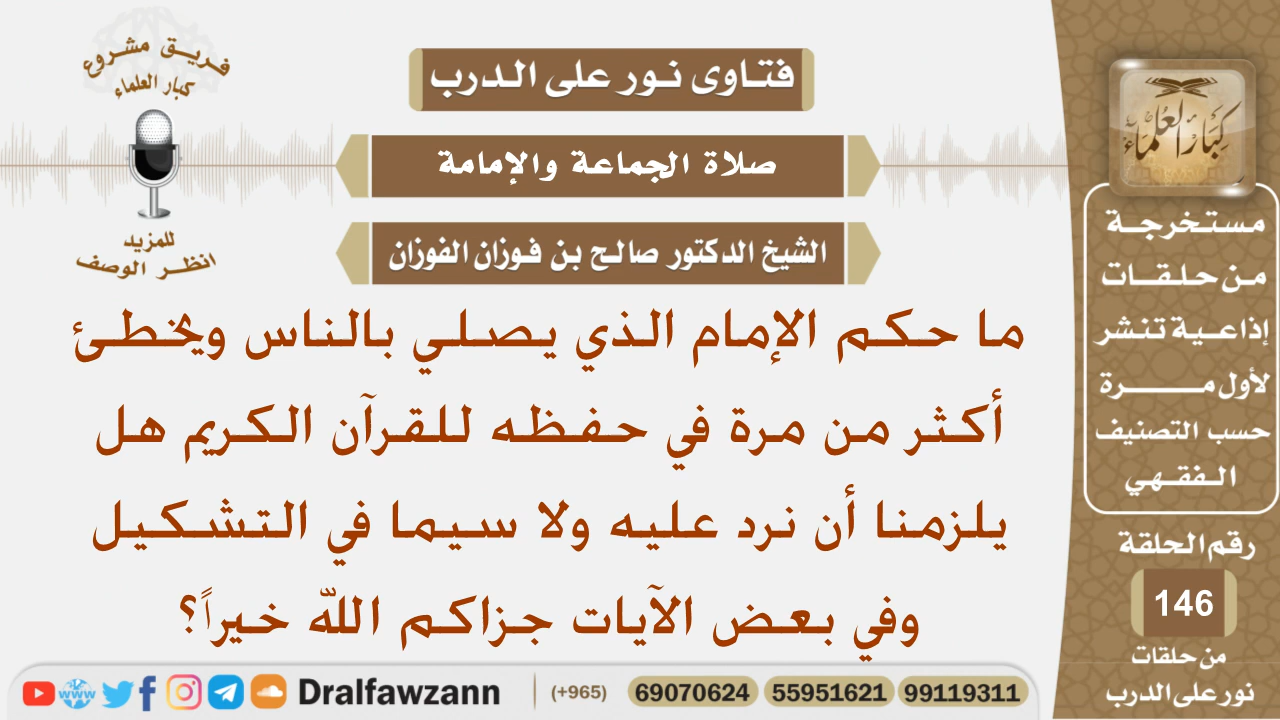 فتاوى نور على الدرب
صلاة الجماعة والإمامة
الشيخ الدكتور صالح بن فوزان الفوزان
ما حكم الإمام الذي يصلي بالناس ويخطئ
أكثر من مرة في حفظه للقرآن الكريم هل
يلزمنا أن نرد عليه ولا سيما في التشكيل
وفي بعض الآيات جزاكم الله خيراً؟
فريق مشروع
كبار العلماء
للمزيد
انظر الوصف
كبار العلماء
مستخرجة
من حلقات
إذاعية تنشر
لأول مرة
حسب التصنيف
الفقهي
رقم الحلقة
146
من حلقات
نور على الدرب
www
Dralfawzann
(+965) 69070624 55951621 99119311